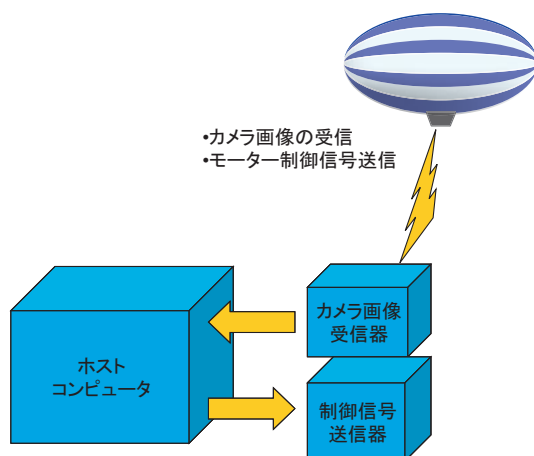 •カメラ画像の受信
•モーター制御信号送信
カメラ画像
受信器
ホスト
コンピュータ
制御信号
送信器